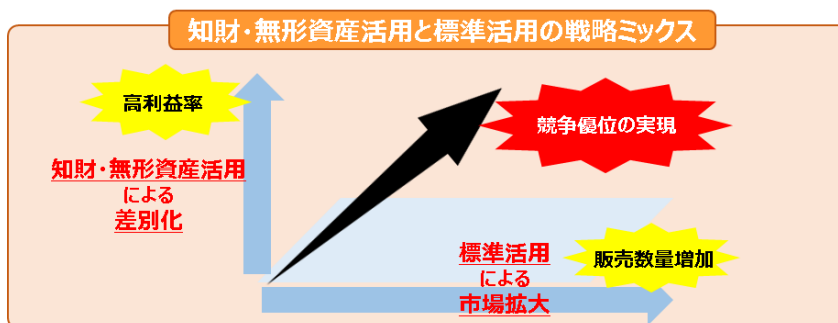 知財・無形資産活用と標準活用の戦略ミックス
高利益率
競争優位の実現
知財・無形資産活用
による
差別化
標準活用
による
市場拡大
販売数量増加